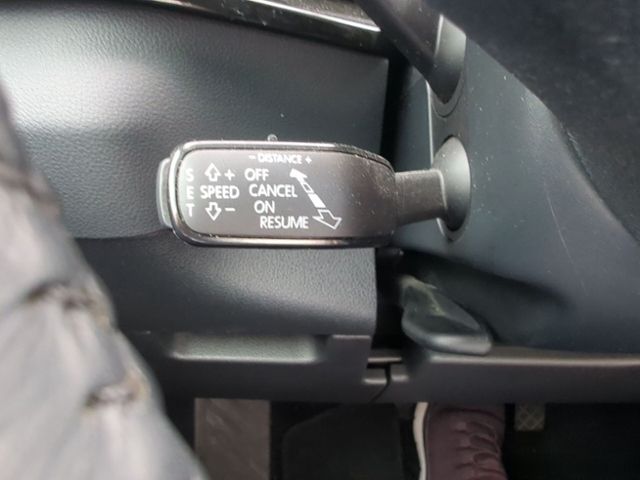 - DISTANCE +
S + OFF
E SPEED CANCEL
T - ON
RESUME